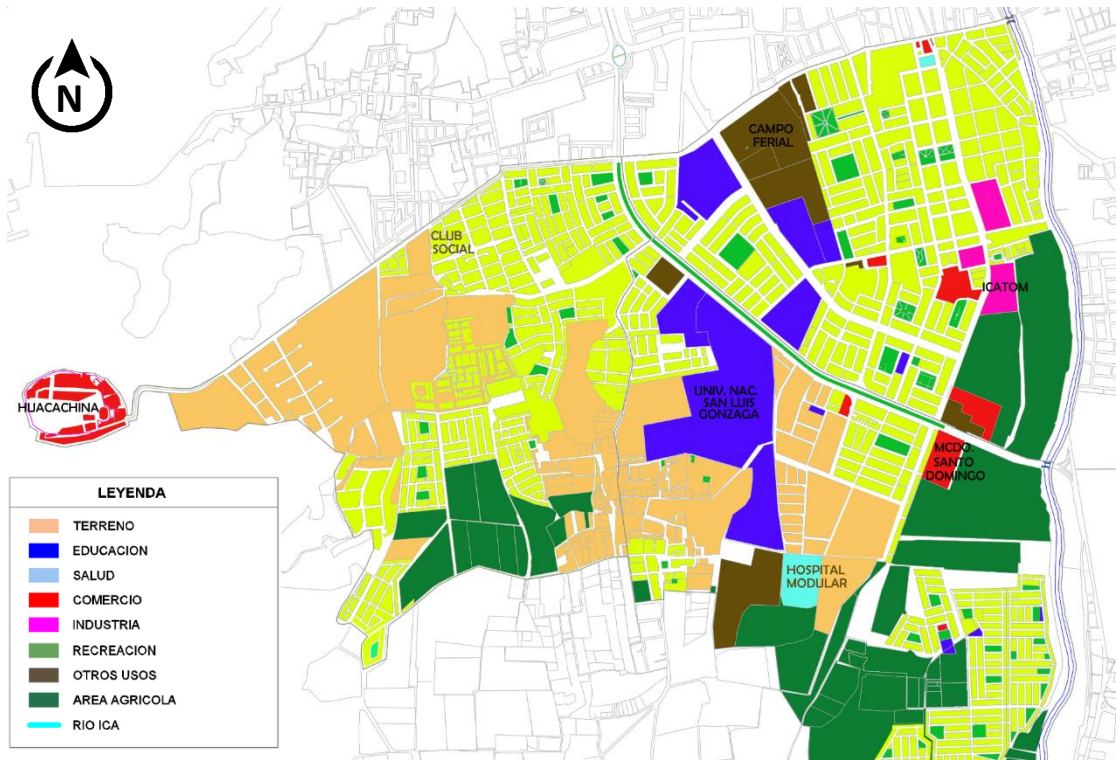 N
CAMPO
FERIAL
CLUB
SOCIAL
ICATOM
HUACACHINA
UNIV. NAC.
SAN LUIS
GONZAGA
MCDO.
SANTO
DOMINGO
HOSPITAL
MODULAR
LEYENDA
TERRENO
EDUCACION
SALUD
COMERCIO
INDUSTRIA
RECREACION
OTROS USOS
AREA AGRICOLA
RIO ICA